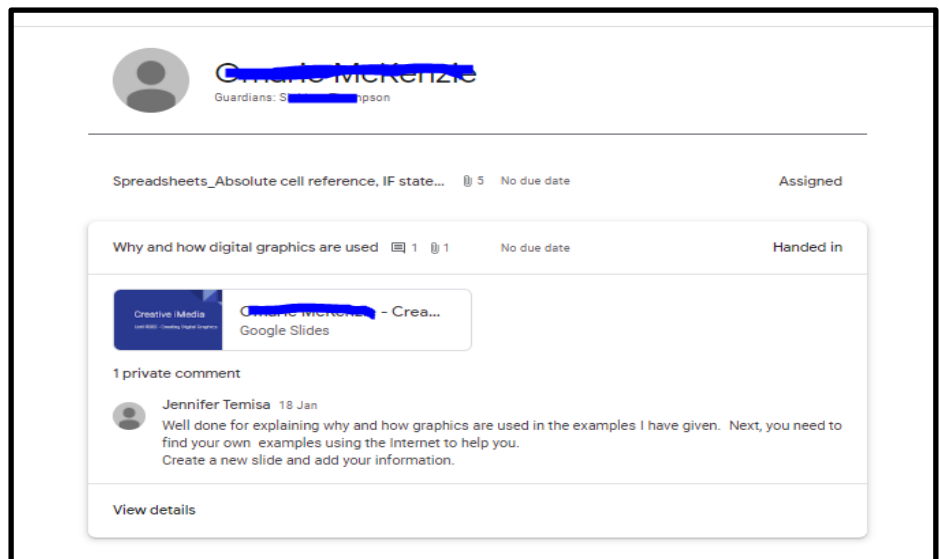 Guardians:
Spreadsheets_Absolute cell reference, IF state... 5 No due date Assigned
Why and how digital graphics are used 1 1 No due date Handed in
Creative iMedia
Creating Digital Graphics
- Crea...
Google Slides
1 private comment
Jennifer Temisa 18 Jan
Well done for explaining why and how graphics are used in the examples I have given. Next, you need to
find your own examples using the Internet to help you.
Create a new slide and add your information.
View details